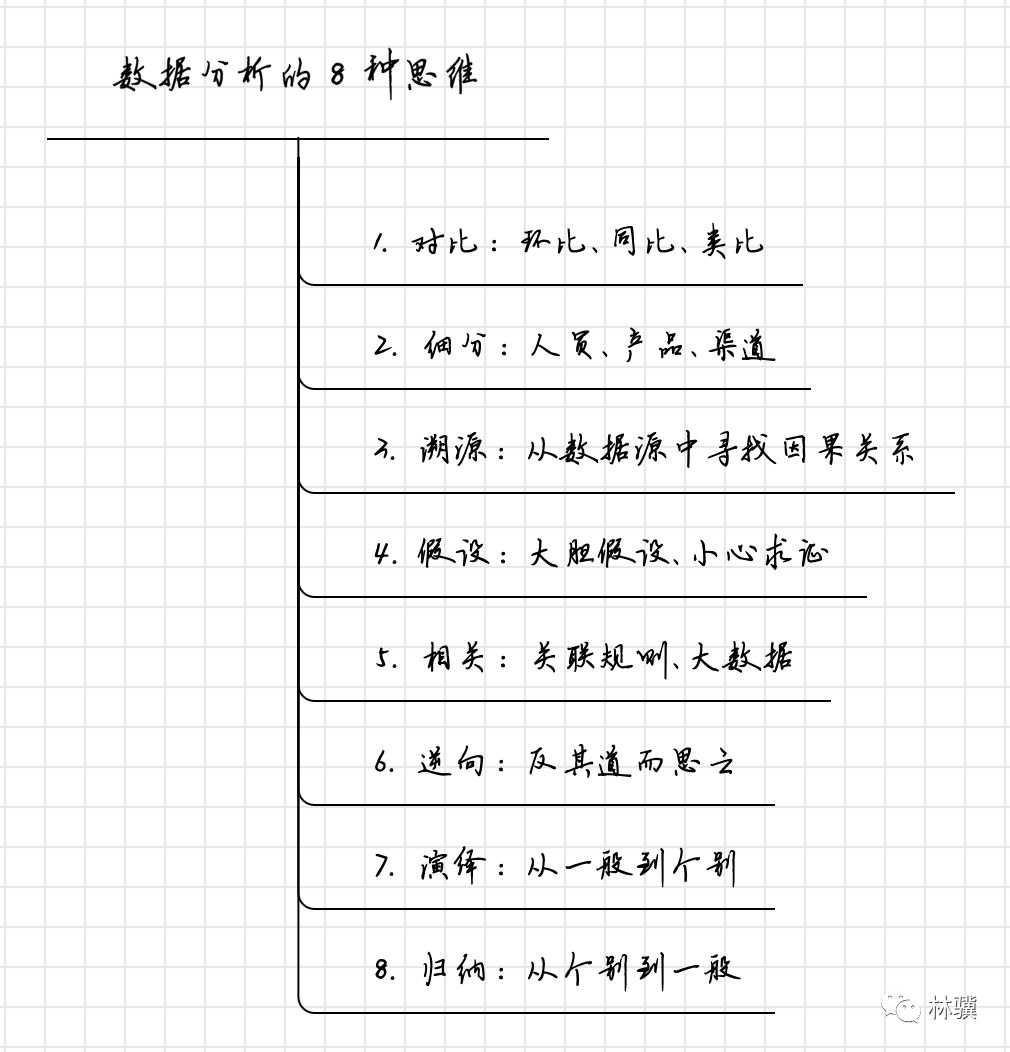 数据分析的8种思维
1. 对比：环比、同比、类比
2. 细分：人员、产品、渠道
3. 溯源：从数据源中寻找因果关系
4. 假设：大胆假设、小心求证
5. 相关：关联规则、大数据
6. 逆向：反其道而思之
7. 演绎：从一般到个别
8. 归纳：从个别到一般
林骥